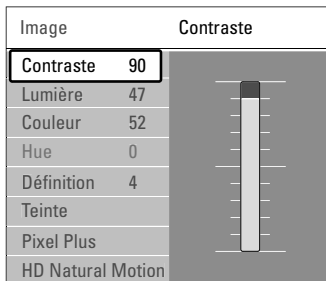 Image Contraste
Contraste 90
Lumière 47
Couleur 52
Hue 0
Définition 4
Teinte
Pixel Plus
HD Natural Motion